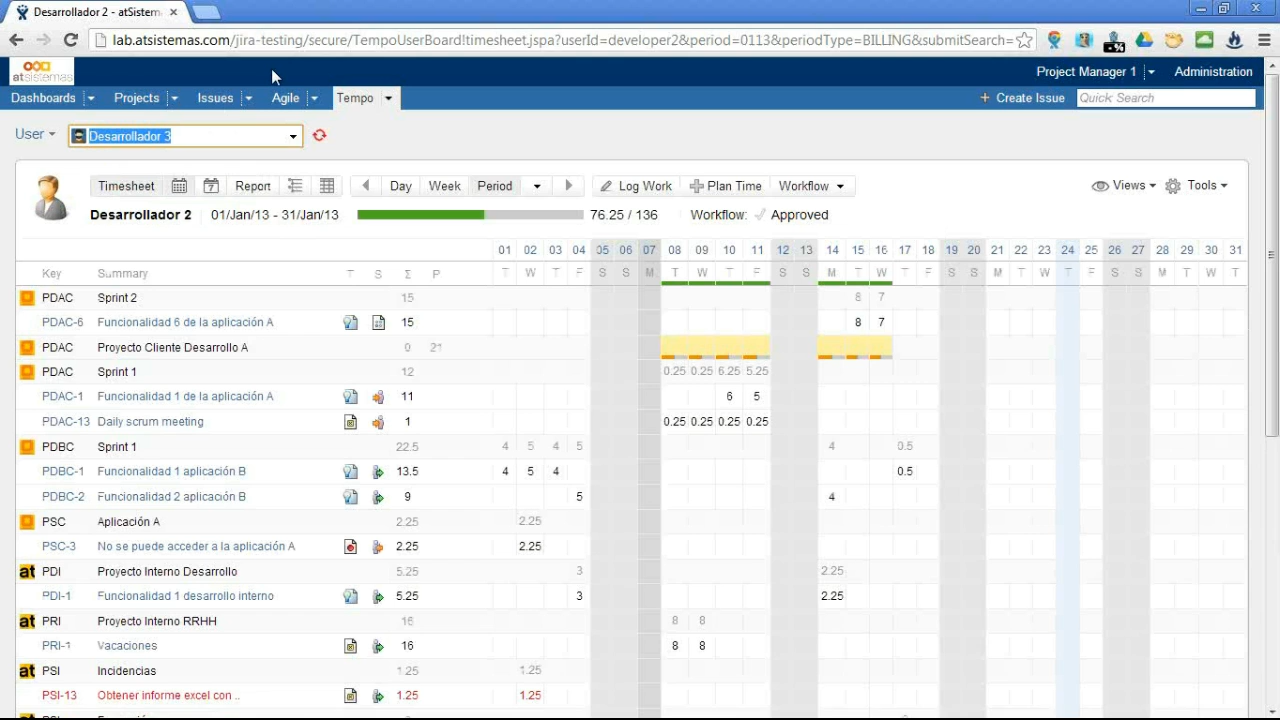 Desarrollador 2 - atSistem
lab.atsistemas.com/jira-testing/secure/TempoUserBoard!timesheet.jspa?userId=developer2&period=0113&periodType=BILLING&submitSearch=
atsistemas Project Manager 1 Administration
Dashboards Projects Issues Agile Tempo + Create Issue Quick Search
User Desarrollador 3
Timesheet 7 Report Day Week Period Log Work Plan Time Workflow Views Tools
Desarrollador 2 01/Jan/13 - 31/Jan/13 76.25 / 136 Workflow: Approved
01 02 03 04 05 06 07 08 09 10 11 12 13 14 15 16 17 18 19 20 21 22 23 24 25 26 27 28 29 30 31
Key Summary T S Σ P T W T F S S M T W T F S S M T W T F S S M T W T F S S M T W T
PDAC Sprint 2 15 8 7
PDAC-6 Funcionalidad 6 de la aplicación A 15 8 7
PDAC Proyecto Cliente Desarrollo A 0 21
PDAC Sprint 1 12 0.25 0.25 6.25 5.25
PDAC-1 Funcionalidad 1 de la aplicación A 11 6 5
PDAC-13 Daily scrum meeting 1 0.25 0.25 0.25 0.25
PDBC Sprint 1 22.5 4 5 4 5 4 0.5
PDBC-1 Funcionalidad 1 aplicación B 13.5 4 5 4 0.5
PDBC-2 Funcionalidad 2 aplicación B 9 5 4
PSC Aplicación A 2.25 2.25
PSC-3 No se puede acceder a la aplicación A 2.25 2.25
at PDI Proyecto Interno Desarrollo 5.25 3 2.25
PDI-1 Funcionalidad 1 desarrollo interno 5.25 3 2.25
at PRI Proyecto Interno RRHH 16 8 8
PRI-1 Vacaciones 16 8 8
at PSI Incidencias 1.25 1.25
PSI-13 Obtener informe excel con .. 1.25 1.25